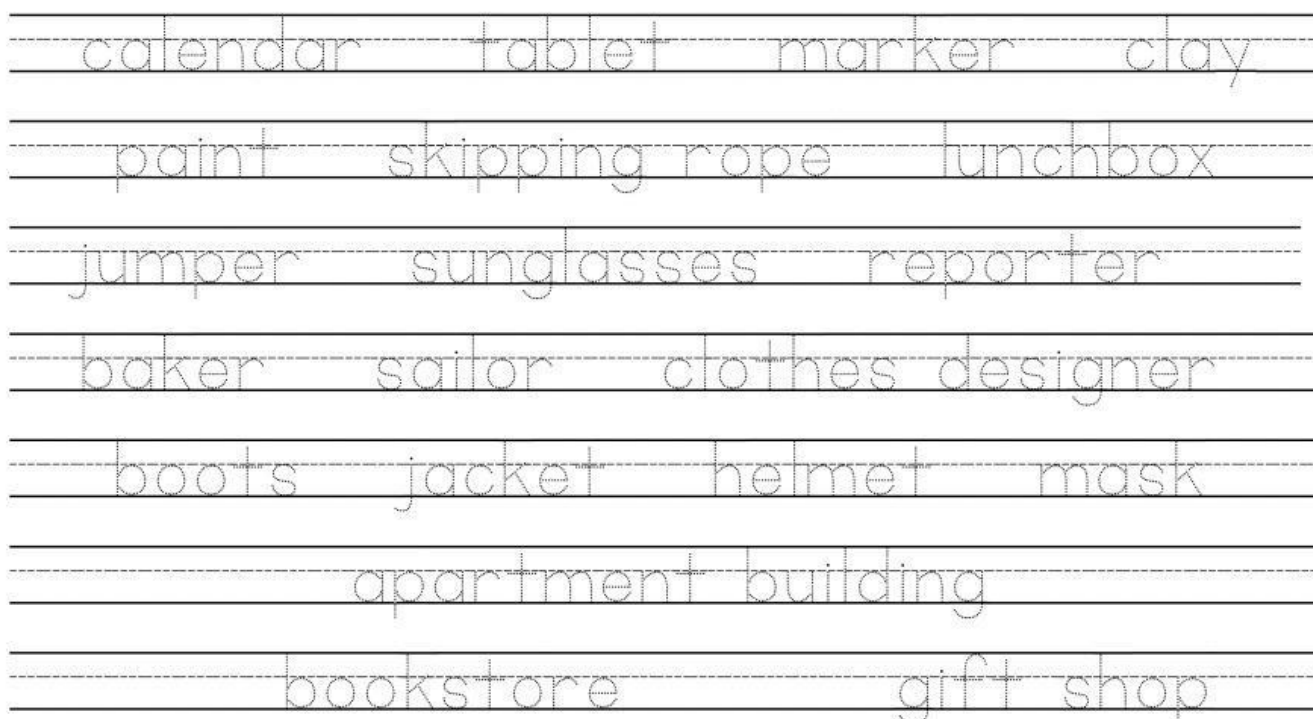 calendar tablet marker clay
paint skipping rope lunchbox
jumper sunglasses reporter
baker sailor clothes designer
boots jacket helmet mask
apartment building
bookstore gift shop